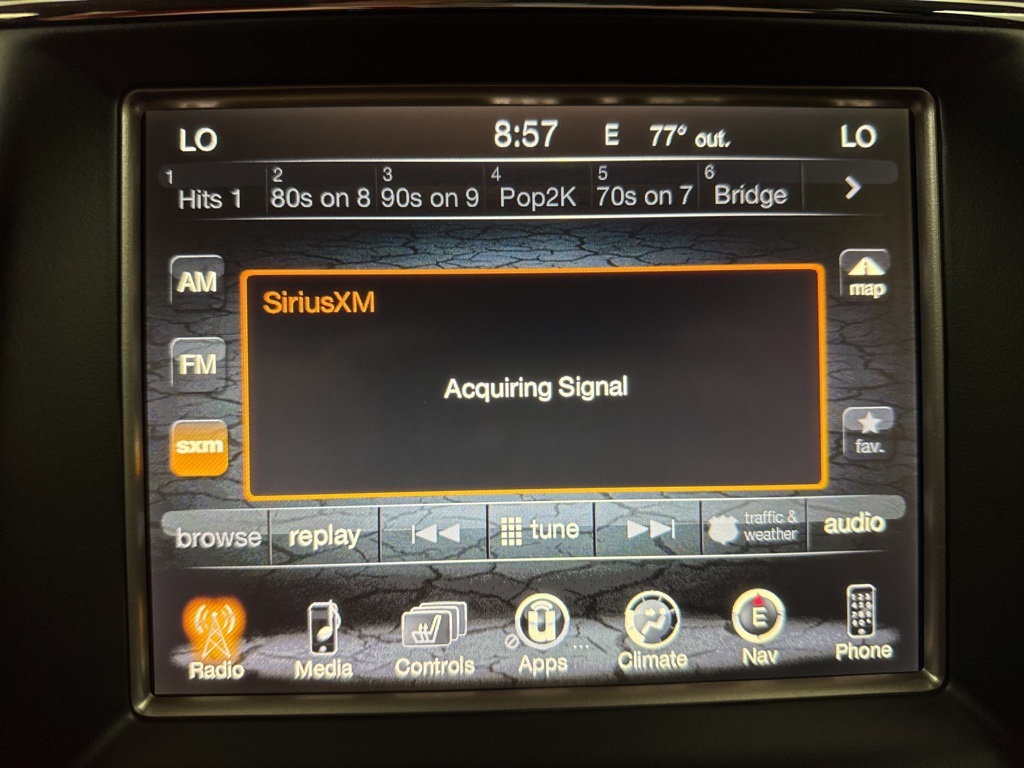 LO 8:57 E 77° out. LO
1 Hits 1 2 80s on 8 3 90s on 9 4 Pop2K 5 70s on 7 6 Bridge
AM
map
SiriusXM
FM
Acquiring Signal
sxm
fav.
browse replay tune traffic & weather audio
E
Radio Media Controls Apps ... Climate Nav Phone